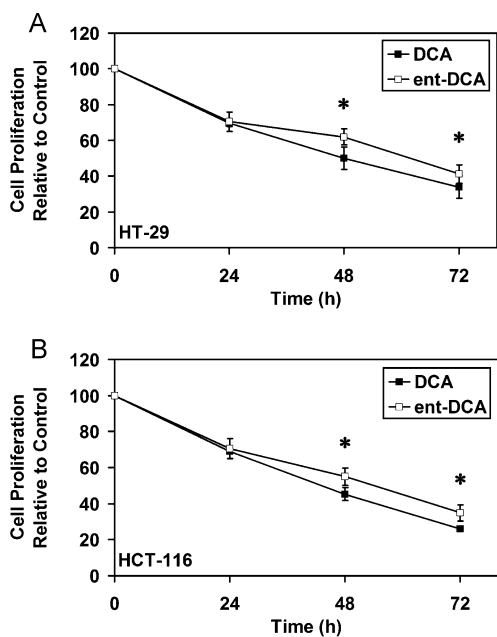 A
Cell Proliferation
Relative to Control
120
100
80
60
40
20
0
DCA
ent-DCA
*
*
HT-29
0 24 48 72
Time (h)
B
Cell Proliferation
Relative to Control
120
100
80
60
40
20
0
DCA
ent-DCA
*
*
HCT-116
0 24 48 72
Time (h)